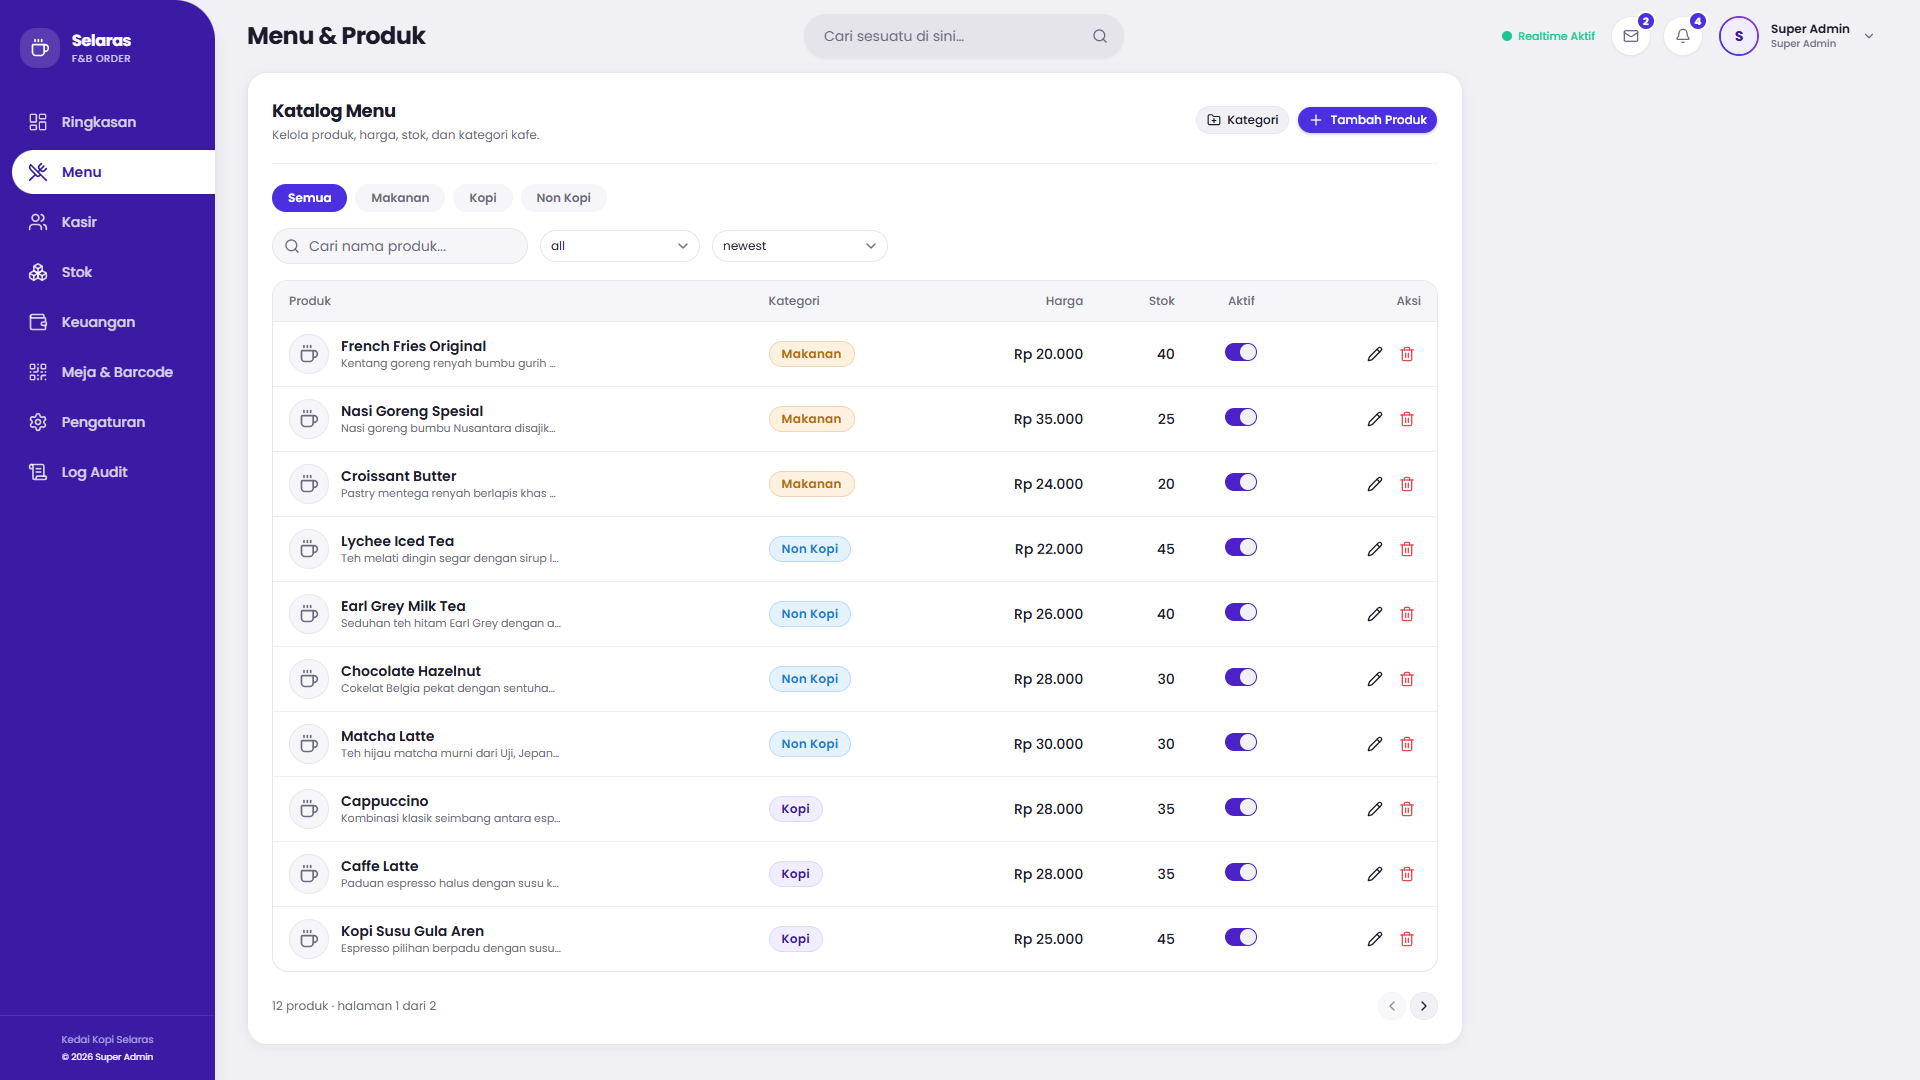 Selaras
F&B ORDER
Ringkasan
Menu
Kasir
Stok
Keuangan
Meja & Barcode
Pengaturan
Log Audit
Kedai Kopi Selaras
© 2026 Super Admin
Menu & Produk
Cari sesuatu di sini...
Realtime Aktif
2
4
S
Super Admin
Super Admin
Katalog Menu
Kelola produk, harga, stok, dan kategori kafe.
Kategori
Tambah Produk
Semua Makanan Kopi Non Kopi
Cari nama produk...
all
newest
Produk Kategori Harga Stok Aktif Aksi
French Fries Original
Kentang goreng renyah bumbu gurih ...
Makanan Rp 20.000 40
Nasi Goreng Spesial
Nasi goreng bumbu Nusantara disajik...
Makanan Rp 35.000 25
Croissant Butter
Pastry mentega renyah berlapis khas ...
Makanan Rp 24.000 20
Lychee Iced Tea
Teh melati dingin segar dengan sirup l...
Non Kopi Rp 22.000 45
Earl Grey Milk Tea
Seduhan teh hitam Earl Grey dengan a...
Non Kopi Rp 26.000 40
Chocolate Hazelnut
Cokelat Belgia pekat dengan sentuha...
Non Kopi Rp 28.000 30
Matcha Latte
Teh hijau matcha murni dari Uji, Jepan...
Non Kopi Rp 30.000 30
Cappuccino
Kombinasi klasik seimbang antara esp...
Kopi Rp 28.000 35
Caffe Latte
Paduan espresso halus dengan susu k...
Kopi Rp 28.000 35
Kopi Susu Gula Aren
Espresso pilihan berpadu dengan susu...
Kopi Rp 25.000 45
12 produk · halaman 1 dari 2